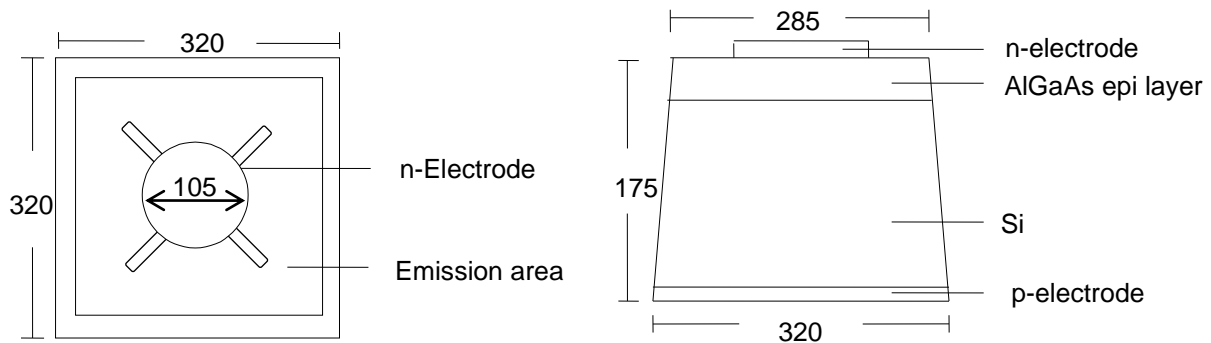 320
320
105
n-Electrode
Emission area
285
n-electrode
AlGaAs epi layer
175
Si
p-electrode
320